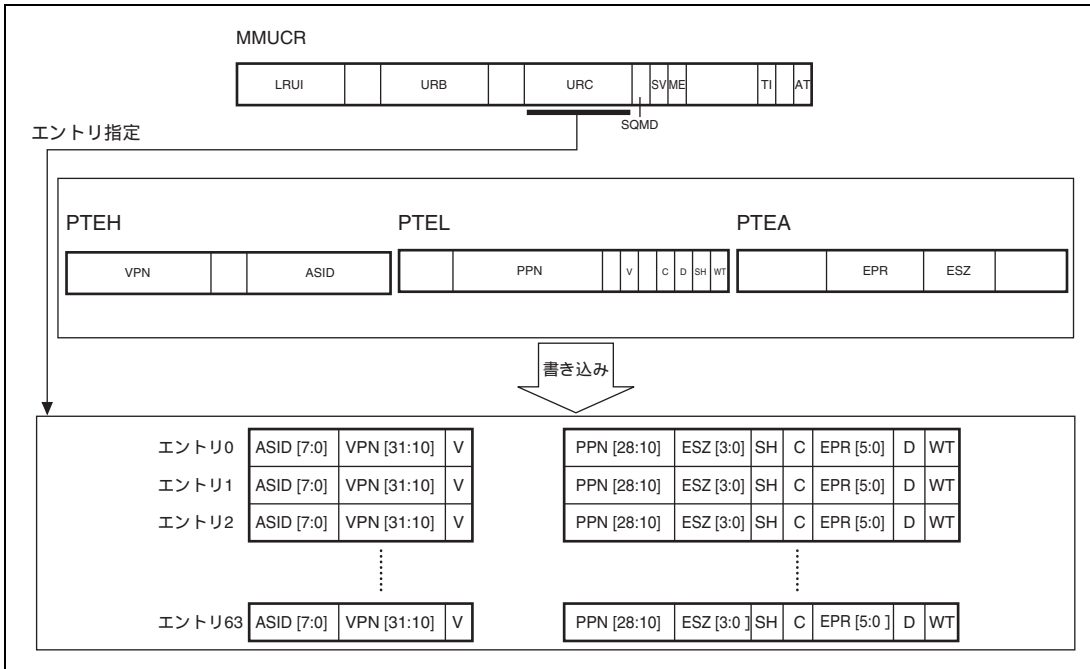 MMUCR
LRUI URB URC SV ME TI AT
SQMD
エントリ指定
PTEH PTEL PTEA
VPN ASID PPN V C D SH WT EPR ESZ
書き込み
エントリ0 ASID [7:0] VPN [31:10] V PPN [28:10] ESZ [3:0] SH C EPR [5:0] D WT
エントリ1 ASID [7:0] VPN [31:10] V PPN [28:10] ESZ [3:0] SH C EPR [5:0] D WT
エントリ2 ASID [7:0] VPN [31:10] V PPN [28:10] ESZ [3:0] SH C EPR [5:0] D WT
エントリ63 ASID [7:0] VPN [31:10] V PPN [28:10] ESZ [3:0 ] SH C EPR [5:0 ] D WT